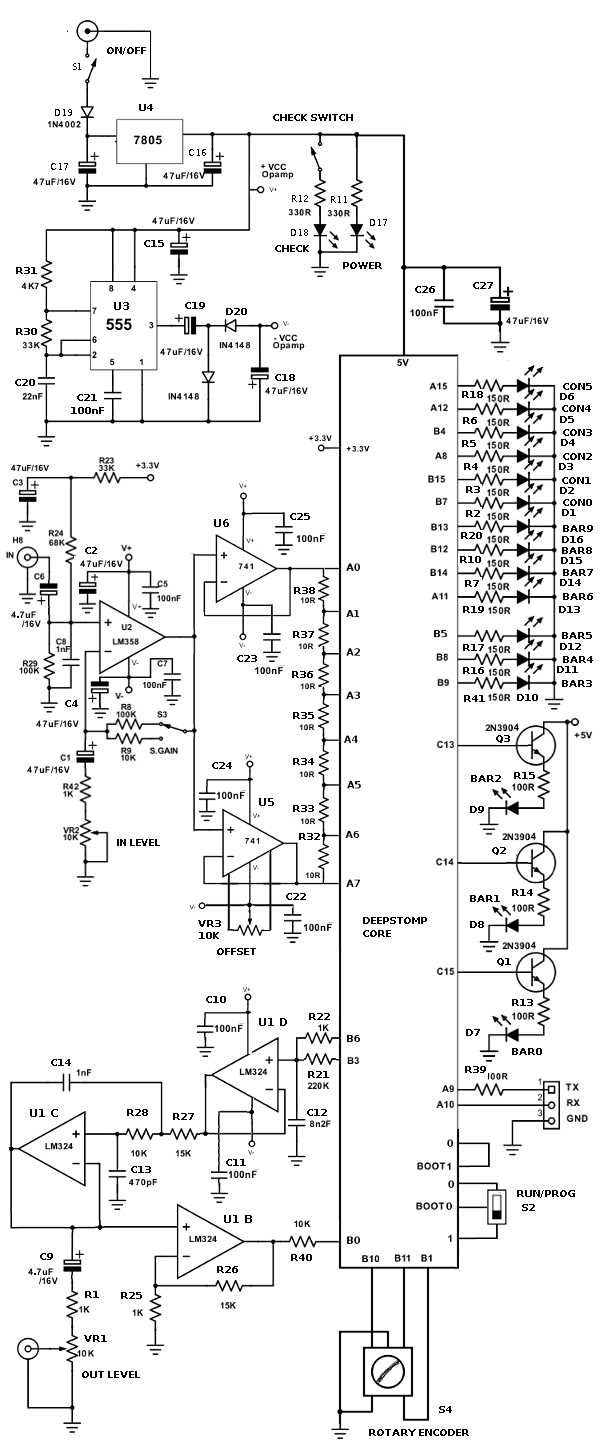 ON/OFF
S1
D19
1N4002
U4
7805
C17
47uF/16V
C16
47uF/16V
CHECK SWITCH
+ VCC
Opamp
V+
R12
330R
R11
330R
D18
D17
CHECK
POWER
47uF/16V
C15
R31
4K7
8
4
U3
555
7
6
2
3
5
1
R30
33K
C20
22nF
C21
100nF
C19
47uF/16V
D20
IN4148
IN4148
V-
- VCC
Opamp
C18
47uF/16V
C26
100nF
C27
47uF/16V
5V
+3.3V
+3.3V
A15
R18
150R
CON5
D6
A12
R6
150R
CON4
D5
B4
R5
150R
CON3
D4
A8
R4
150R
CON2
D3
B15
R3
150R
CON1
D2
B7
R2
150R
CON0
D1
B13
R20
150R
BAR9
D16
B12
R10
150R
BAR8
D15
B14
R7
150R
BAR7
D14
A11
R19
150R
BAR6
D13
B5
R17
150R
BAR5
D12
B8
R16
150R
BAR4
D11
B9
R41
150R
D10
BAR3
47uF/16V
C3
R23
33K
+3.3V
H8
IN
R24
68K
C6
4.7uF
/16V
C2
47uF/16V
V+
V+
C5
100nF
U2
LM358
C8
1nF
R29
100K
C4
47uF/16V
V-
V-
C7
100nF
R8
100K
R9
10K
S3
S.GAIN
C1
47uF/16V
R42
1K
VR2
10K
IN LEVEL
V+
V+
U6
741
V-
V-
C25
100nF
C23
100nF
A0
R38
10R
A1
R37
10R
A2
R36
10R
A3
R35
10R
A4
R34
10R
A5
R33
10R
A6
R32
10R
A7
C24
100nF
V+
V+
U5
741
V-
V-
VR3
10K
OFFSET
C22
100nF
DEEPSTOMP
CORE
C13
2N3904
Q3
+5V
BAR2
R15
100R
D9
C14
2N3904
Q2
BAR1
R14
100R
D8
C15
2N3904
Q1
R13
100R
D7
BAR0
C10
100nF
V+
V+
U1 D
LM324
V-
V-
R22
1K
B6
R21
220K
B3
C12
8n2F
C11
100nF
C14
1nF
U1 C
LM324
R28
10K
R27
15K
C13
470pF
U1 B
LM324
10K
R40
B0
R26
15K
R25
1K
C9
4.7uF
/16V
R1
1K
VR1
10K
OUT LEVEL
R39
100R
A9
A10
1
2
3
TX
RX
GND
0
BOOT1
0
BOOT0
1
RUN/PROG
S2
B10
B11
B1
S4
ROTARY ENCODER